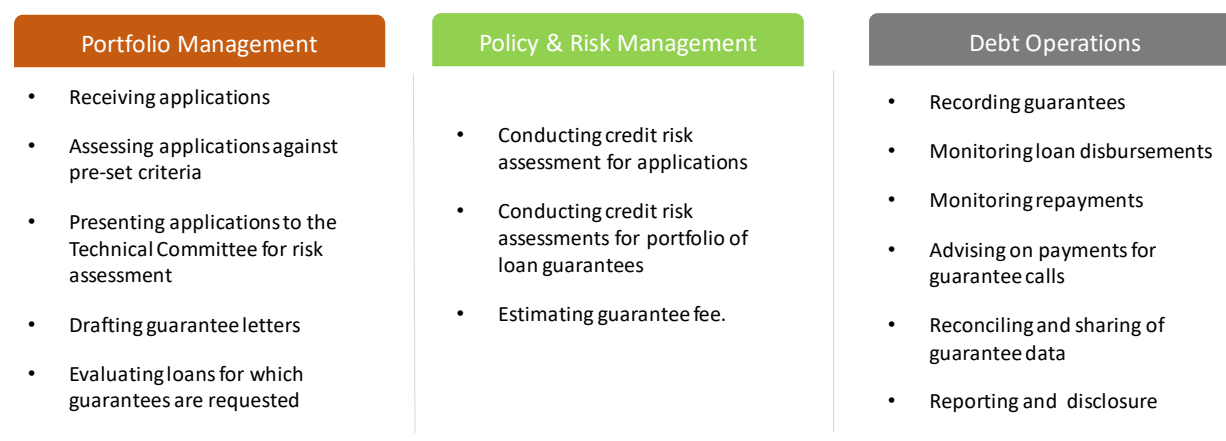 Portfolio Management
• Receiving applications
• Assessing applications against
pre-set criteria
• Presenting applications to the
Technical Committee for risk
assessment
• Drafting guarantee letters
• Evaluating loans for which
guarantees are requested
Policy & Risk Management
• Conducting credit risk
assessment for applications
• Conducting credit risk
assessments for portfolio of
loan guarantees
• Estimating guarantee fee.
Debt Operations
• Recording guarantees
• Monitoring loan disbursements
• Monitoring repayments
• Advising on payments for
guarantee calls
• Reconciling and sharing of
guarantee data
• Reporting and disclosure